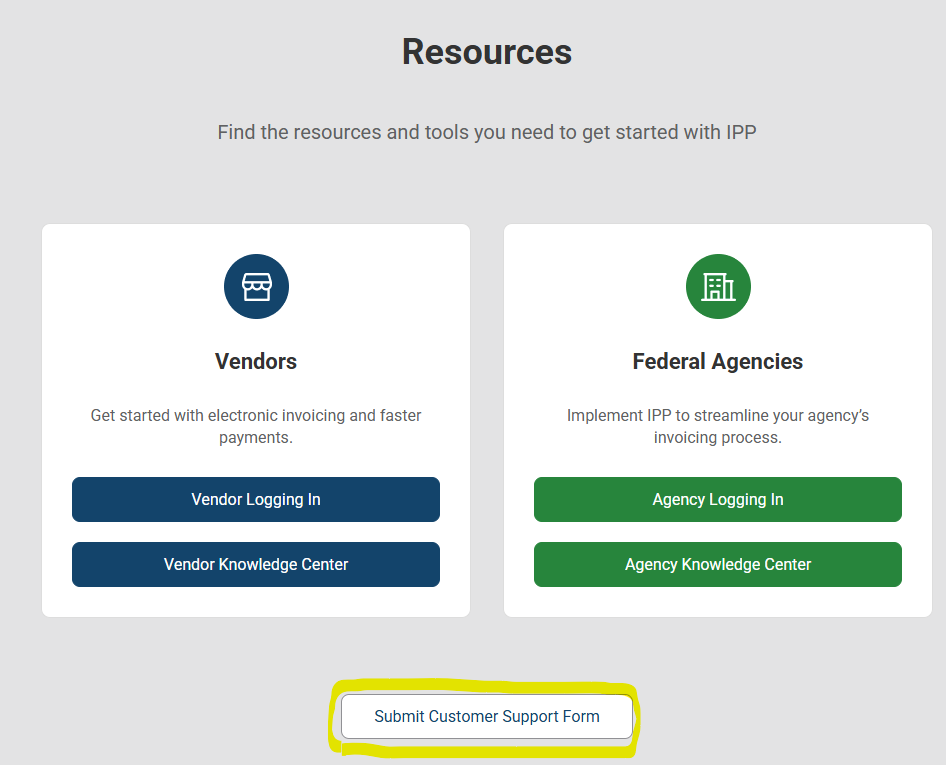 Resources
Find the resources and tools you need to get started with IPP
Vendors
Get started with electronic invoicing and faster
payments.
Vendor Logging In
Vendor Knowledge Center
Federal Agencies
Implement IPP to streamline your agency’s
invoicing process.
Agency Logging In
Agency Knowledge Center
Submit Customer Support Form